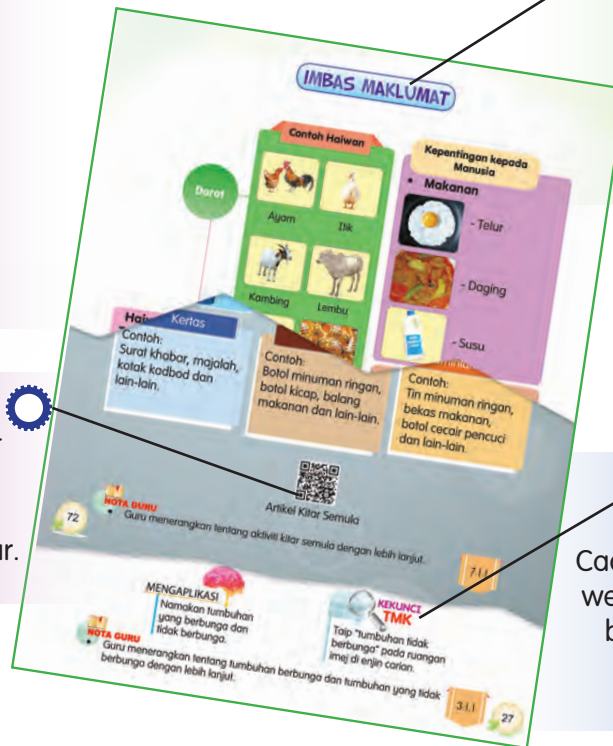 IMBAS MAKLUMAT
Contoh Haiwan
Kepentingan kepada
Manusia
• Makanan
Darat
Ayam
Itik
- Telur
Kambing
Lembu
- Daging
- Susu
Kertas
Contoh:
Surat khabar, majalah,
kotak kadbod dan
lain-lain.
Contoh:
Botol minuman ringan,
botol kicap, balang
makanan dan lain-lain.
Contoh:
Tin minuman ringan,
bekas makanan,
botol cecair pencuci
dan lain-lain.
Artikel Kitar Semula
72
NOTA GURU
• Guru menerangkan tentang aktiviti kitar semula dengan lebih lanjut.
7.1.1
MENGAPLIKASI
Namakan tumbuhan
yang berbunga dan
tidak berbunga.
KEKUNCI
TMK
Taip "tumbuhan tidak
berbunga" pada ruangan
imej di enjin carian.
NOTA GURU
• Guru menerangkan tentang tumbuhan berbunga dan tumbuhan yang tidak
berbunga dengan lebih lanjut.
3.1.1
27